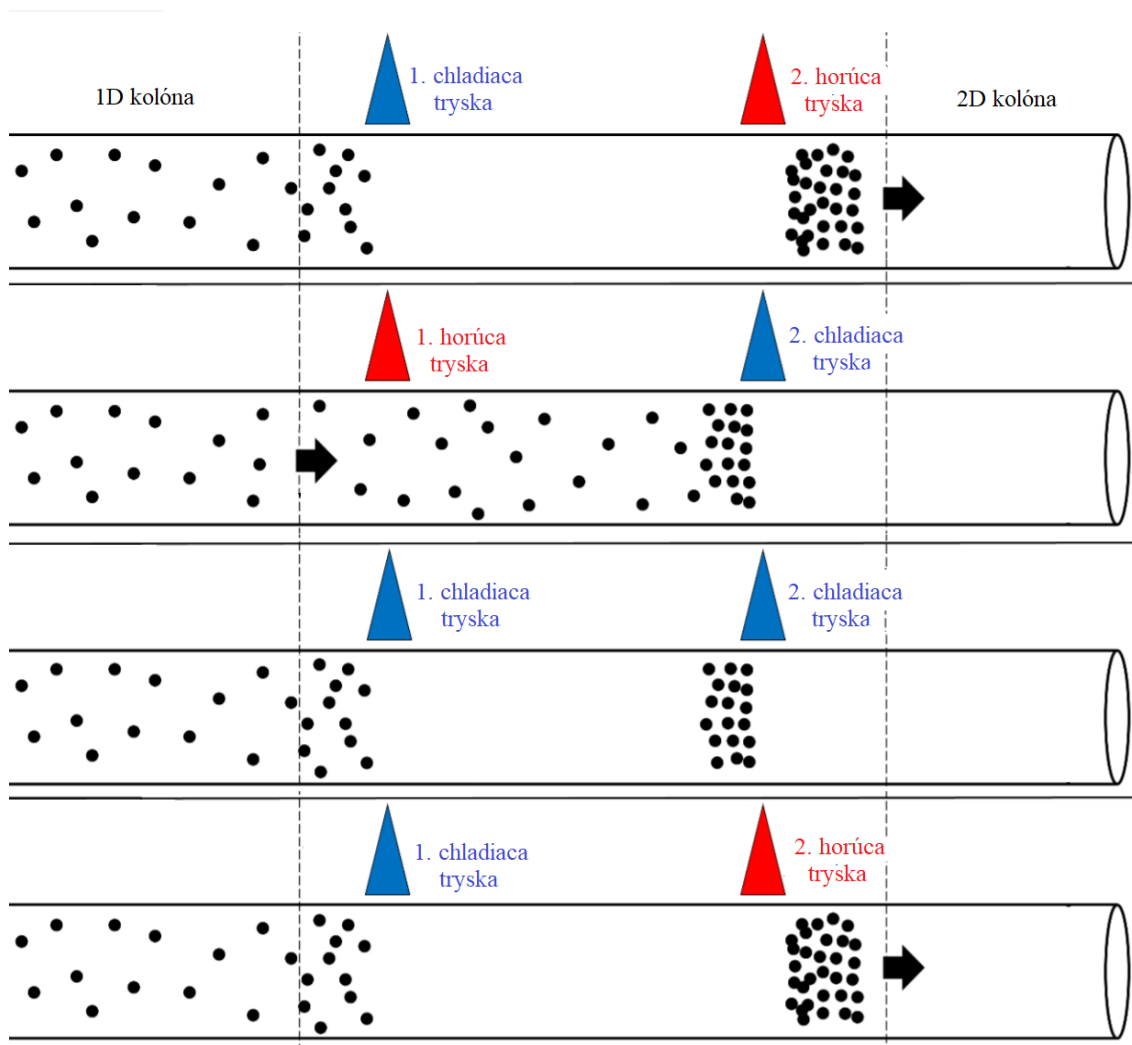 1D kolóna
1. chladiaca
tryska
2. horúca
tryska
2D kolóna
1. horúca
tryska
2. chladiaca
tryska
1. chladiaca
tryska
2. chladiaca
tryska
1. chladiaca
tryska
2. horúca
tryska